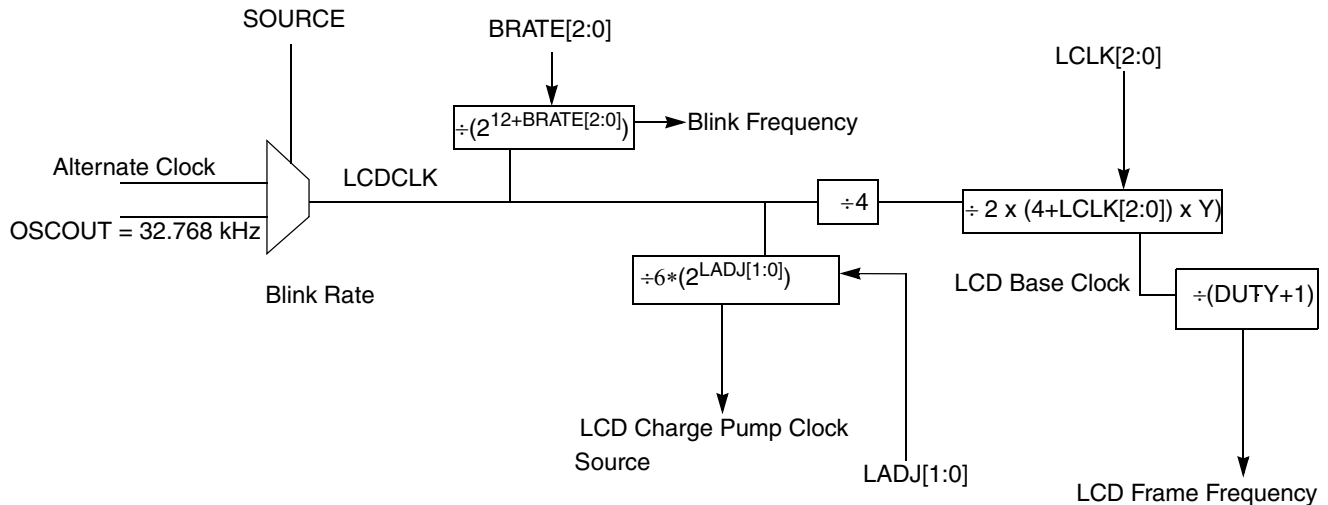 SOURCE
BRATE[2:0]
LCLK[2:0]
÷(2^12+BRATE[2:0])
Blink Frequency
Alternate Clock
LCDCLK
÷4
÷ 2 x (4+LCLK[2:0]) x Y)
OSCOUT = 32.768 kHz
÷6*(2^LADJ[1:0])
LCD Base Clock
÷(DUTY+1)
Blink Rate
LCD Charge Pump Clock
Source
LADJ[1:0]
LCD Frame Frequency